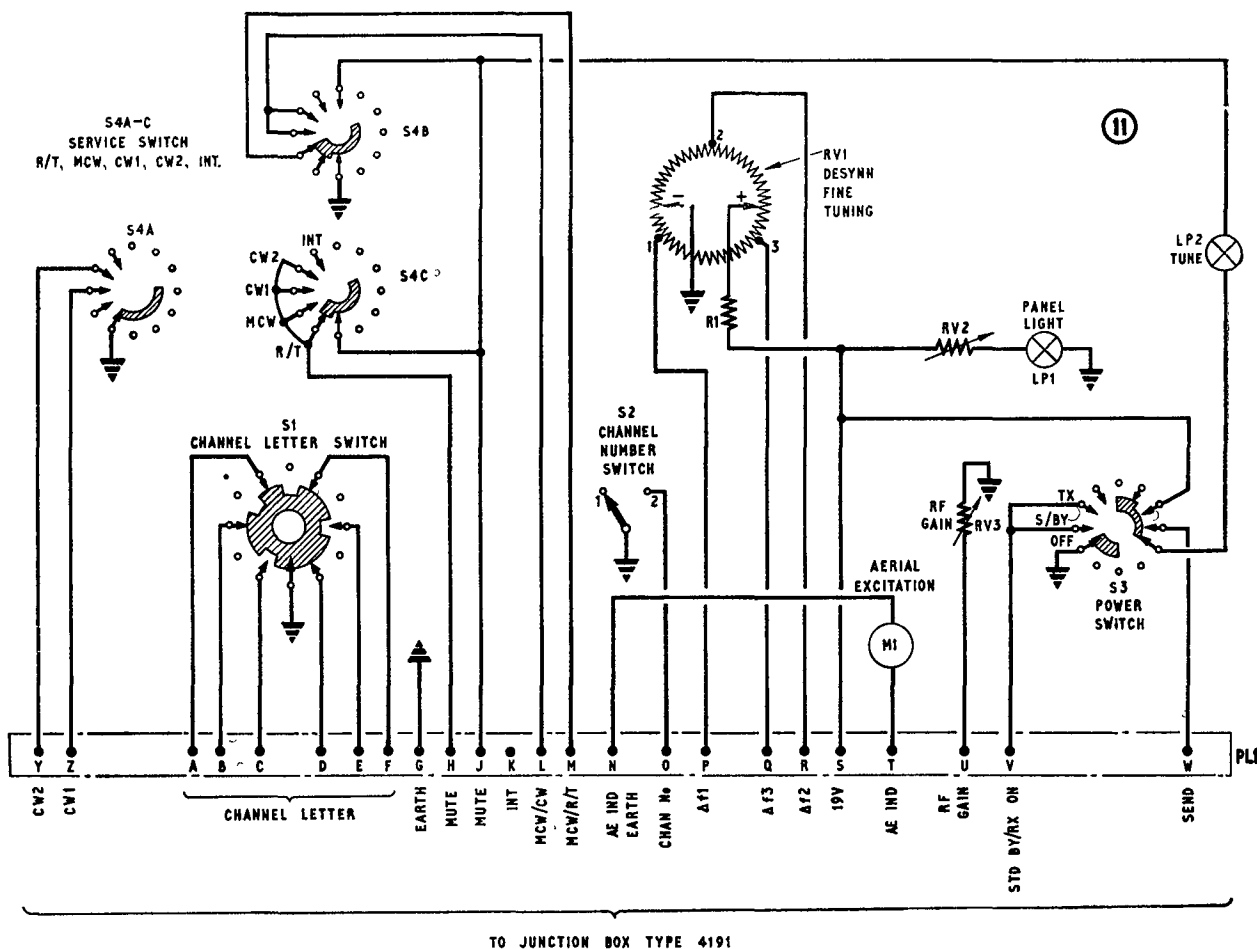 S4A-C
SERVICE SWITCH
R/T, MCW, CW1, CW2, INT.
S4B
11
2
RV1
DESYNN
FINE
TUNING
-
+
1
3
S4A
INT
CW2
CW1
MCW
R/T
S4C
LP2
TUNE
R1
RV2
PANEL
LIGHT
LP1
S1
CHANNEL LETTER SWITCH
S2
CHANNEL
NUMBER
SWITCH
1
2
RF
GAIN
RV3
TX
S/BY
OFF
S3
POWER
SWITCH
AERIAL
EXCITATION
M1
Y Z A B C D E F G H J K L M N O P Q R S T U V W
PL1
CW2
CW1
CHANNEL LETTER
EARTH
MUTE
MUTE
INT
MCW/CW
MCW/R/T
AE IND
EARTH
CHAN No
Δf1
Δf3
Δf2
19V
AE IND
RF
GAIN
STD BY/RX ON
SEND
TO JUNCTION BOX TYPE 4191